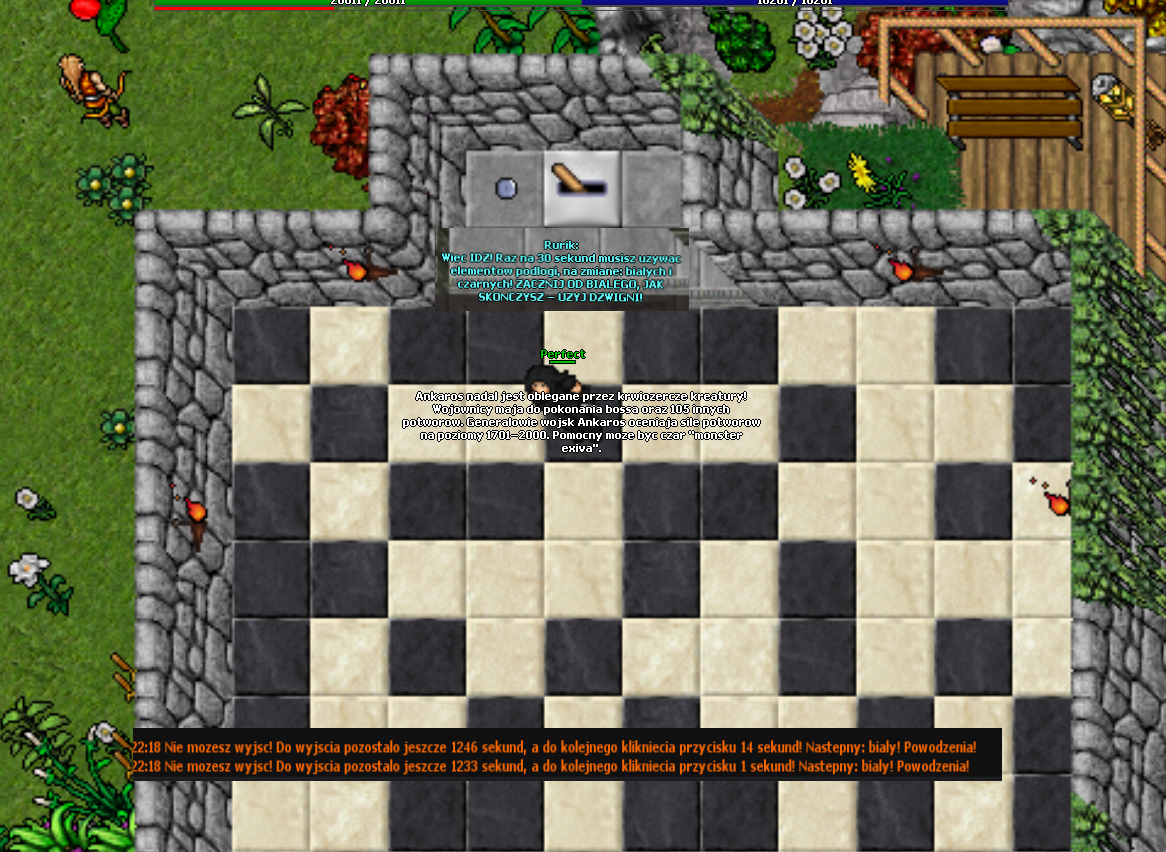 20011 / 20011
10201 / 10201
Rurik:
Wiec IDZ! Raz na 30 sekund musisz uzywac
elementow podlogi, na zmiane: bialych i
czarnych! ZACZNIJ OD BIALEGO, JAK
SKONCZYSZ - UZYJ DZWIGNI!
Perfect
Ankaros nadal jest oblegane przez krwiozercze kreatury!
Wojownicy maja do pokonania bossa oraz 105 innych
potworow. Generalowie wojsk Ankaros oceniaja sile potworow
na poziomy 1701-2000. Pomocny moze byc czar "monster
exiva".
22:18 Nie mozesz wyjsc! Do wyjscia pozostalo jeszcze 1246 sekund, a do kolejnego klikniecia przycisku 14 sekund! Nastepny: bialy! Powodzenia!
22:18 Nie mozesz wyjsc! Do wyjscia pozostalo jeszcze 1233 sekund, a do kolejnego klikniecia przycisku 1 sekund! Nastepny: bialy! Powodzenia!